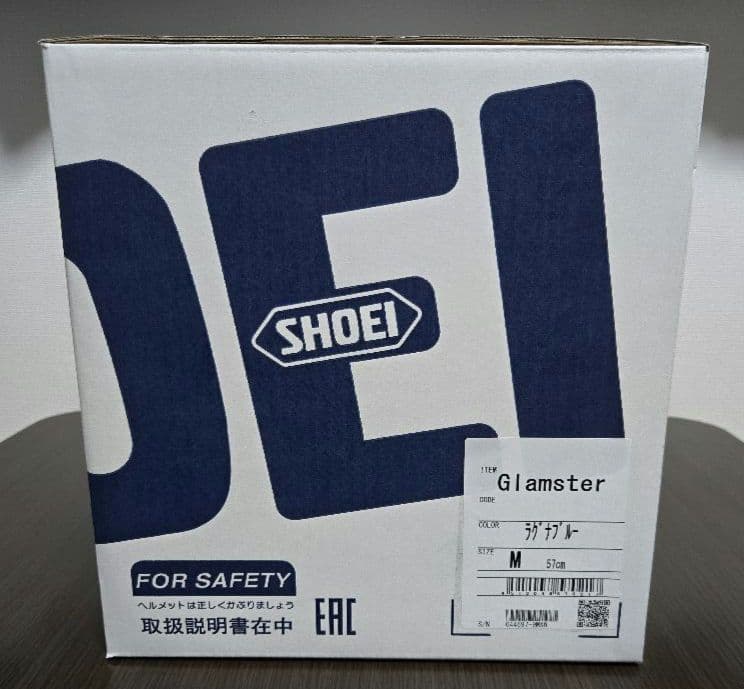 OEI
SHOEI
ITEM
Glamster
CODE
COLOR
ﾗｸﾞﾅﾌﾞﾙｰ
SIZE
M 57cm
S/N
FOR SAFETY
ヘルメットは正しくかぶりましょう
取扱説明書在中
EAC